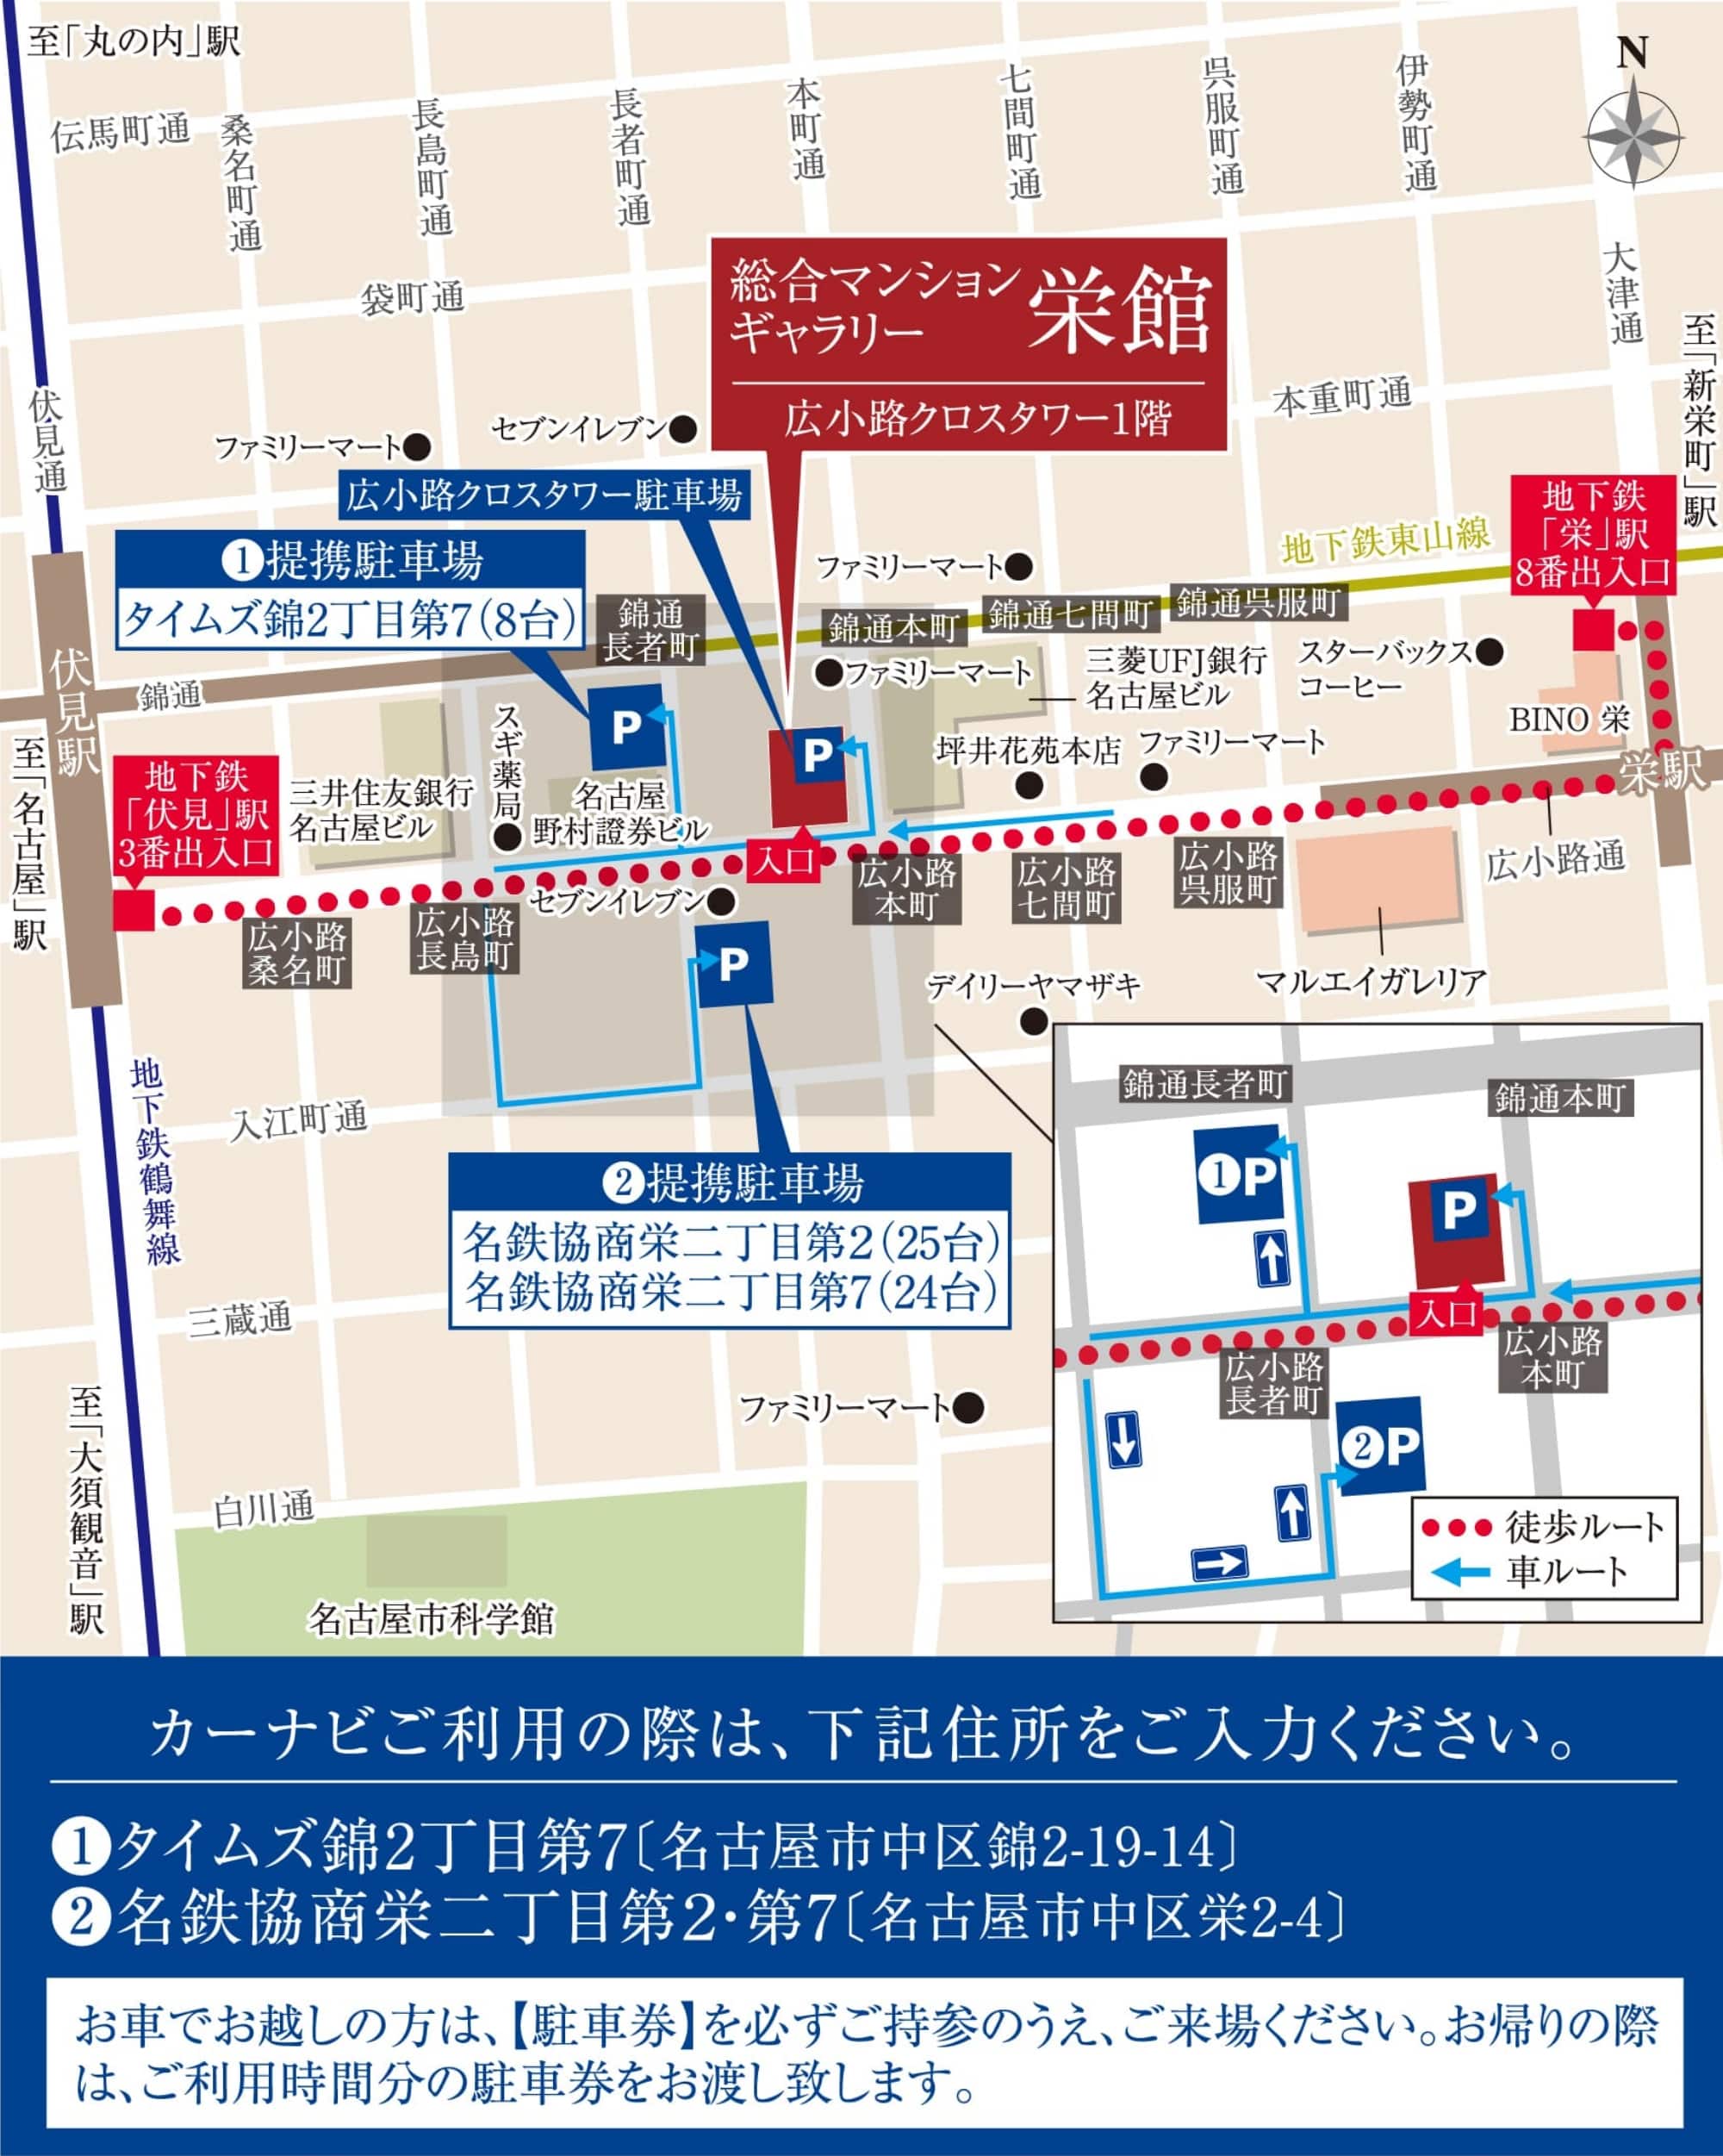 至「丸の内」駅
伝馬町通
桑名町通
長島町通
長者町通
本町通
七間町通
呉服町通
伊勢町通
N
大津通
袋町通
至「新栄町」駅
総合マンション
ギャラリー
栄館
広小路クロスタワー1階
本重町通
伏見通
ファミリーマート
セブンイレブン
広小路クロスタワー駐車場
❶提携駐車場
タイムズ錦2丁目第7(8台)
錦通
長者町
ファミリーマート
錦通本町
錦通七間町
錦通呉服町
地下鉄東山線
地下鉄
「栄」駅
8番出入口
伏見駅
錦通
ファミリーマート
三菱UFJ銀行
名古屋ビル
スターバックス
コーヒー
BINO 栄
栄駅
至「名古屋」駅
地下鉄
「伏見」駅
3番出入口
三井住友銀行
名古屋ビル
スギ薬局
名古屋
野村證券ビル
P
P
坪井花苑本店
ファミリーマート
入口
広小路
本町
広小路
七間町
広小路
呉服町
広小路通
セブンイレブン
広小路
桑名町
広小路
長島町
P
デイリーヤマザキ
マルエイガレリア
地下鉄鶴舞線
入江町通
❷提携駐車場
名鉄協商栄二丁目第2(25台)
名鉄協商栄二丁目第7(24台)
三蔵通
ファミリーマート
至「大須観音」駅
白川通
名古屋市科学館
錦通長者町
錦通本町
❶P
P
入口
広小路
長者町
広小路
本町
❷P
徒歩ルート
車ルート
カーナビご利用の際は、下記住所をご入力ください。
❶タイムズ錦2丁目第7〔名古屋市中区錦2-19-14〕
❷名鉄協商栄二丁目第2・第7〔名古屋市中区栄2-4〕
お車でお越しの方は、【駐車券】を必ずご持参のうえ、ご来場ください。お帰りの際
は、ご利用時間分の駐車券をお渡し致します。